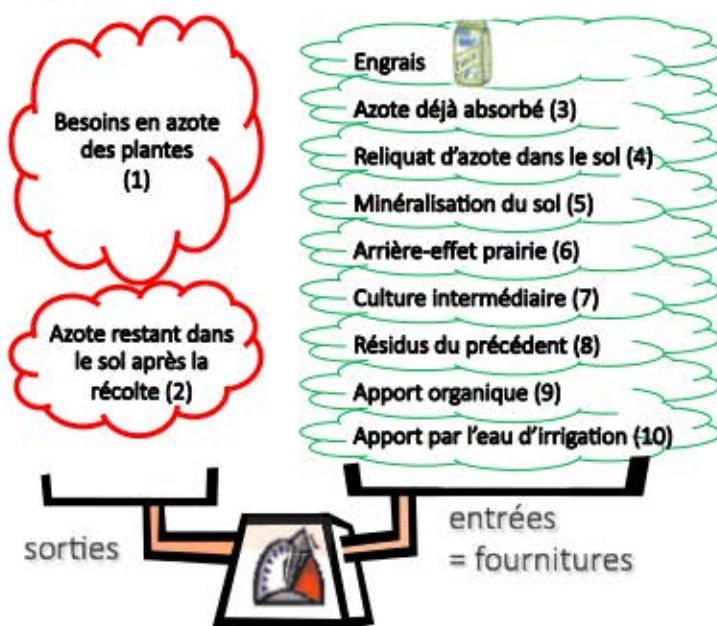 Besoins en azote
des plantes
(1)
Azote restant dans
le sol après la
récolte (2)
Engrais
Azote déjà absorbé (3)
Reliquat d'azote dans le sol (4)
Minéralisation du sol (5)
Arrière-effet prairie (6)
Culture intermédiaire (7)
Résidus du précédent (8)
Apport organique (9)
Apport par l'eau d'irrigation (10)
sorties
entrées
= fournitures